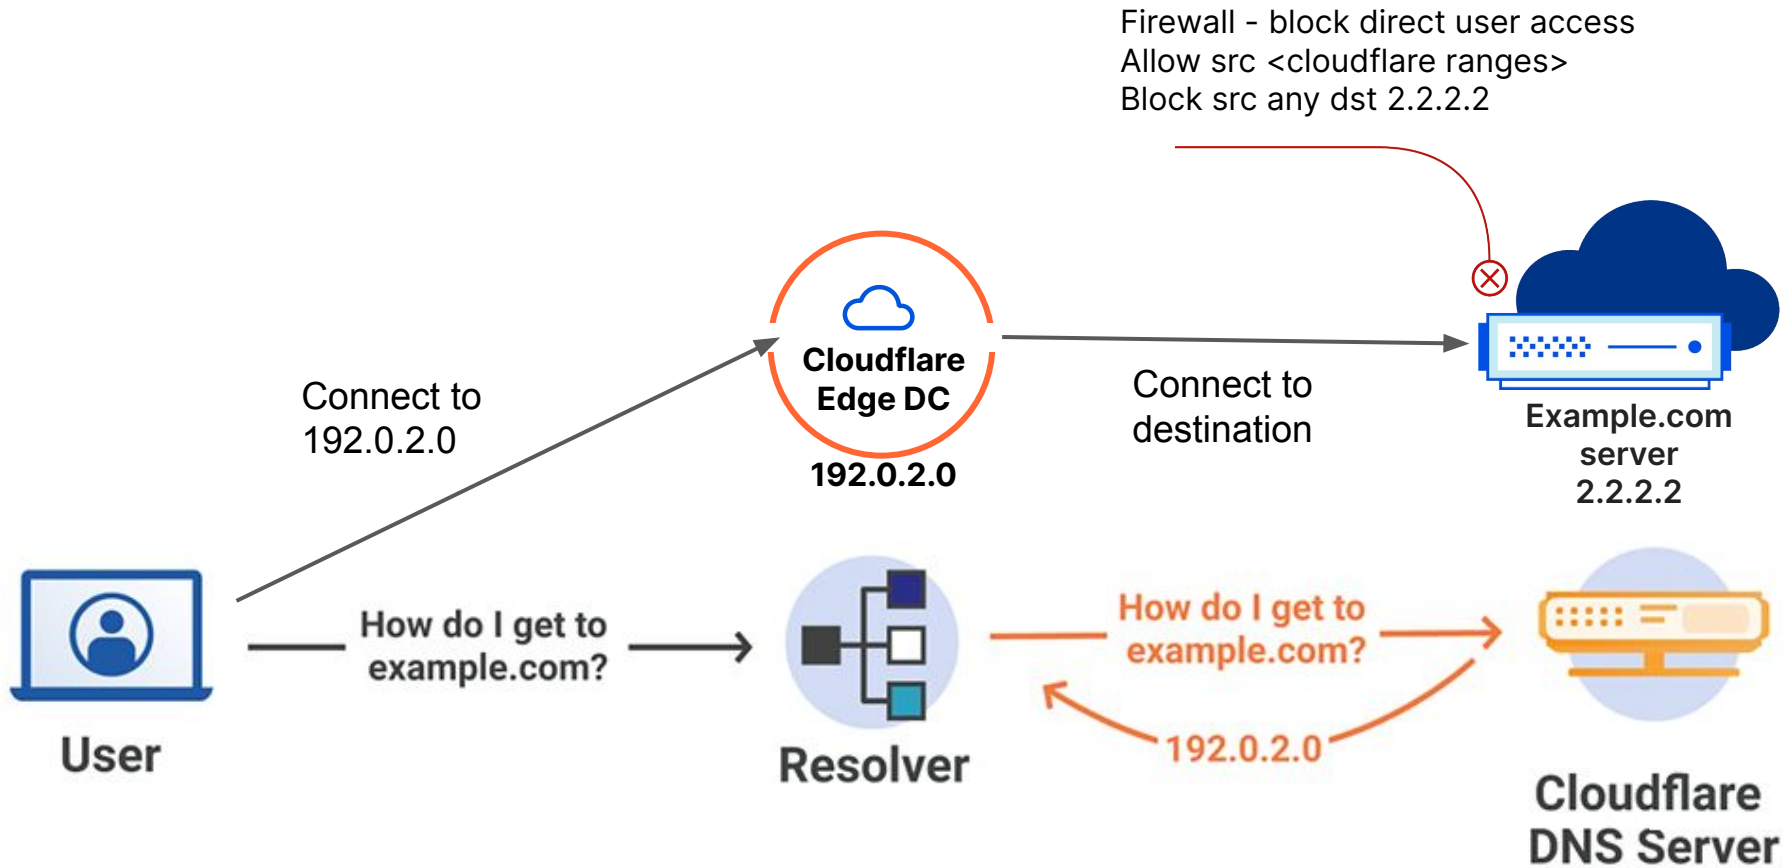 Firewall - block direct user access
Allow src <cloudflare ranges>
Block src any dst 2.2.2.2
Cloudflare
Edge DC
192.0.2.0
Connect to
192.0.2.0
Connect to
destination
Example.com
server
2.2.2.2
How do I get to
example.com?
How do I get to
example.com?
192.0.2.0
User
Resolver
Cloudflare
DNS Server